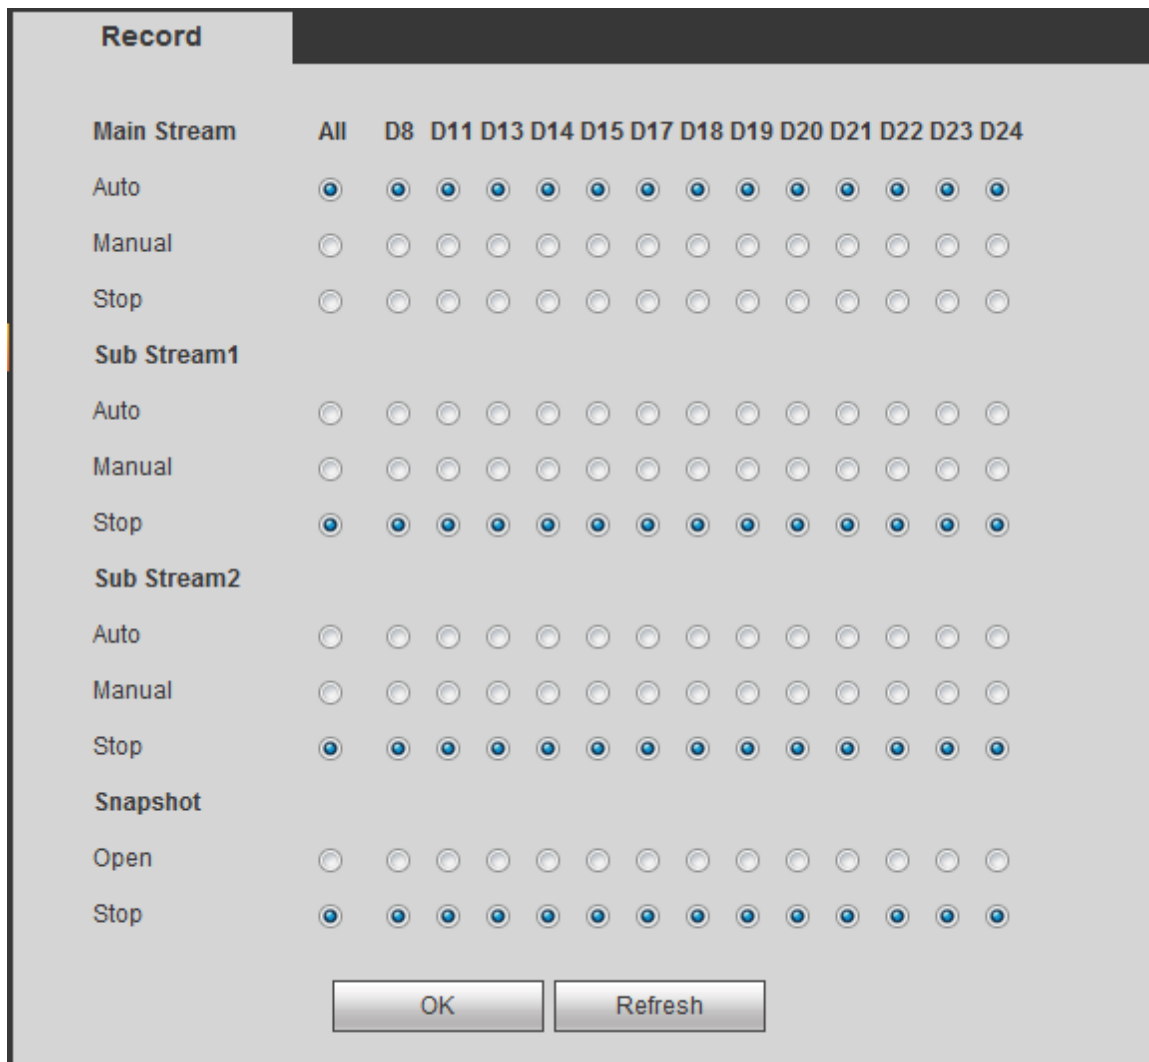 Record
Main Stream All D8 D11 D13 D14 D15 D17 D18 D19 D20 D21 D22 D23 D24
Auto
Manual
Stop
Sub Stream1
Auto
Manual
Stop
Sub Stream2
Auto
Manual
Stop
Snapshot
Open
Stop
OK Refresh